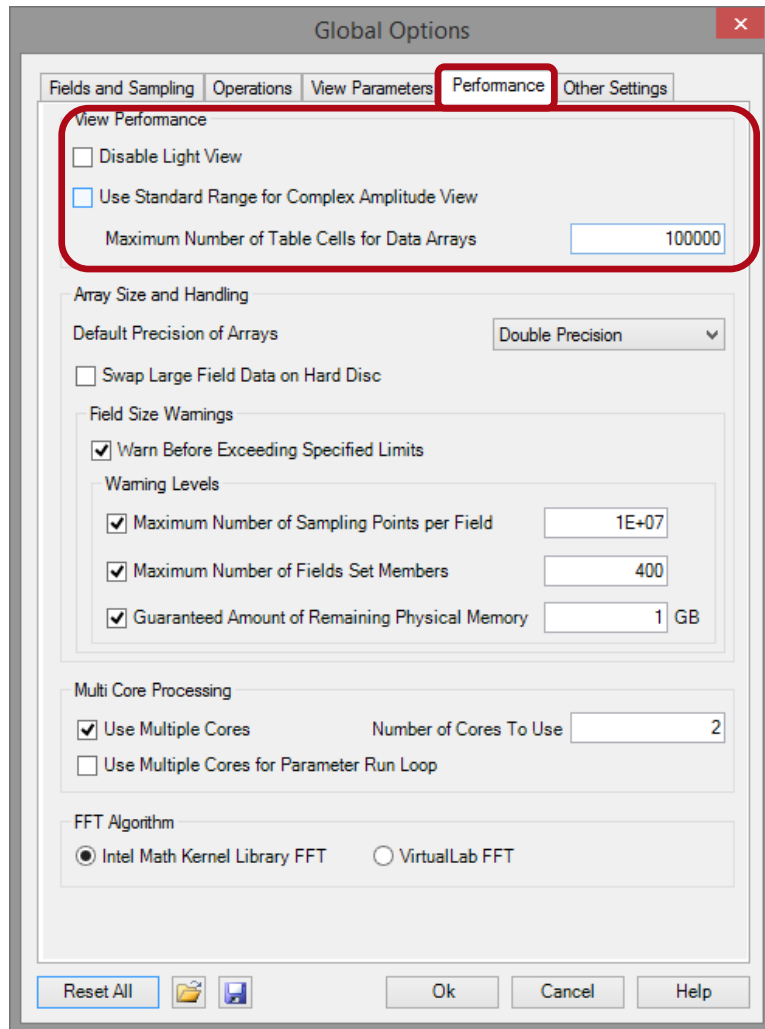 Global Options
Fields and Sampling Operations View Parameters Performance Other Settings
View Performance
Disable Light View
Use Standard Range for Complex Amplitude View
Maximum Number of Table Cells for Data Arrays 100000
Array Size and Handling
Default Precision of Arrays Double Precision
Swap Large Field Data on Hard Disc
Field Size Warnings
Warn Before Exceeding Specified Limits
Warning Levels
Maximum Number of Sampling Points per Field 1E+07
Maximum Number of Fields Set Members 400
Guaranteed Amount of Remaining Physical Memory 1 GB
Multi Core Processing
Use Multiple Cores Number of Cores To Use 2
Use Multiple Cores for Parameter Run Loop
FFT Algorithm
Intel Math Kernel Library FFT VirtualLab FFT
Reset All Ok Cancel Help